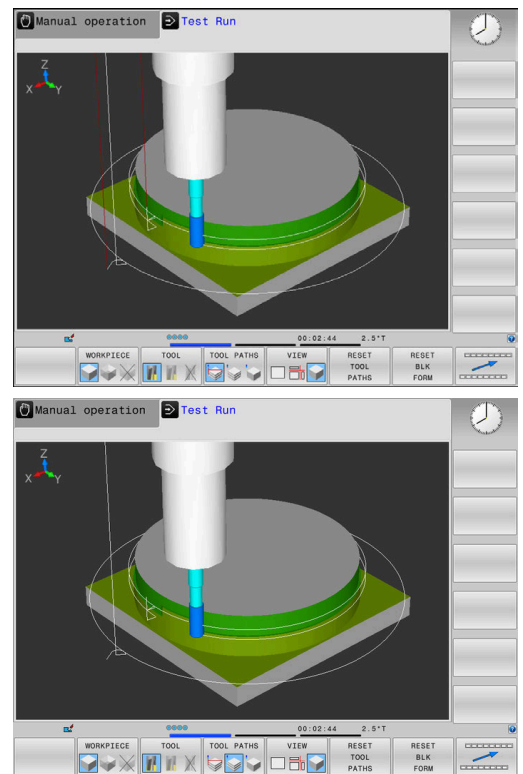 Manual operation
Test Run
Z
X Y
00:02:44 2.5*T
WORKPIECE
TOOL
TOOL PATHS
VIEW
RESET
TOOL
PATHS
RESET
BLK
FORM
Manual operation
Test Run
Z
X Y
00:02:44 2.5*T
WORKPIECE
TOOL
TOOL PATHS
VIEW
RESET
TOOL
PATHS
RESET
BLK
FORM